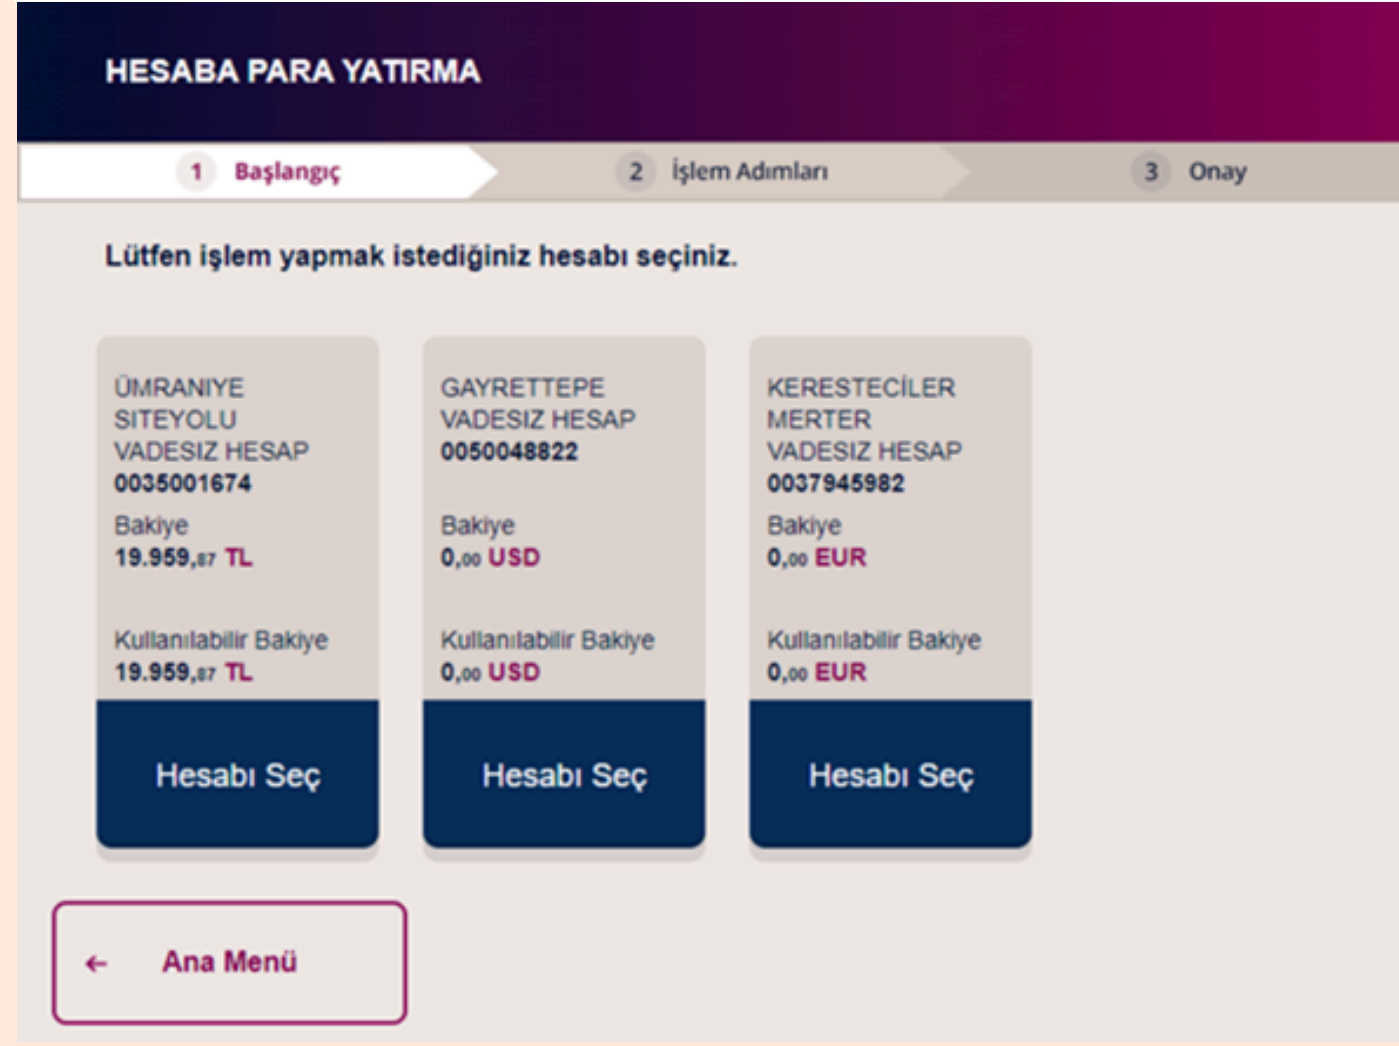 HESABA PARA YATIRMA
1 Başlangıç
2 İşlem Adımları
3 Onay
Lütfen işlem yapmak istediğiniz hesabı seçiniz.
ÜMRANIYE
SITEYOLU
VADESIZ HESAP
0035001674
Bakiye
19.959,87 TL
Kullanılabilir Bakiye
19.959,87 TL
Hesabı Seç
GAYRETTEPE
VADESIZ HESAP
0050048822
Bakiye
0,00 USD
Kullanılabilir Bakiye
0,00 USD
Hesabı Seç
KERESTECİLER
MERTER
VADESIZ HESAP
0037945982
Bakiye
0,00 EUR
Kullanılabilir Bakiye
0,00 EUR
Hesabı Seç
← Ana Menü